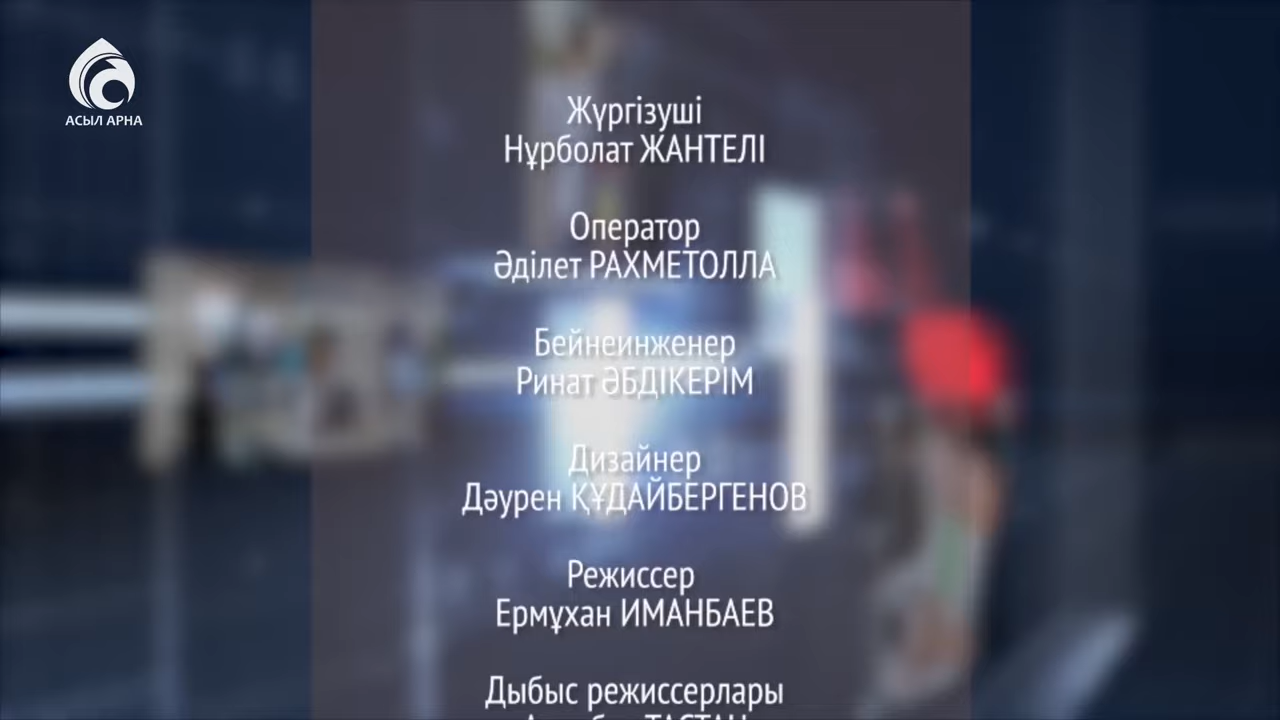 АСЫЛ АРНА
Жүргізуші
Нұрболат ЖАНТЕЛІ
Оператор
Әділет РАХМЕТОЛЛА
Бейнеинженер
Ринат ӘБДІКЕРІМ
Дизайнер
Дәурен ҚҰДАЙБЕРГЕНОВ
Режиссер
Ермұхан ИМАНБАЕВ
Дыбыс режиссерлары